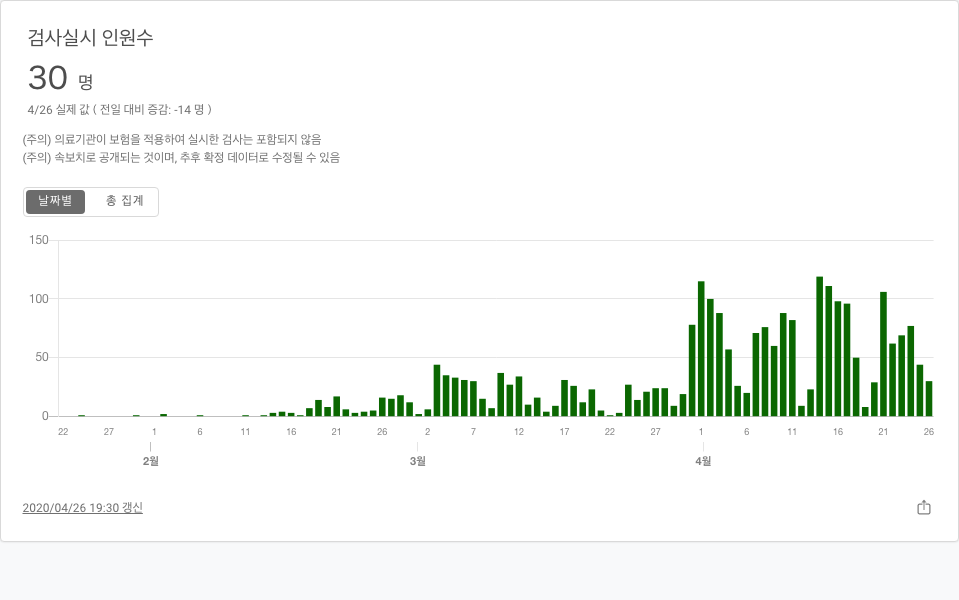 검사실시 인원수
30 명
4/26 실제 값 ( 전일 대비 증감: -14 명 )
(주의) 의료기관이 보험을 적용하여 실시한 검사는 포함되지 않음
(주의) 속보치로 공개되는 것이며, 추후 확정 데이터로 수정될 수 있음
날짜별 총 집계
150
100
50
0
22 27 1 6 11 16 21 26 2 7 12 17 22 27 1 6 11 16 21 26
2월 3월 4월
2020/04/26 19:30 갱신